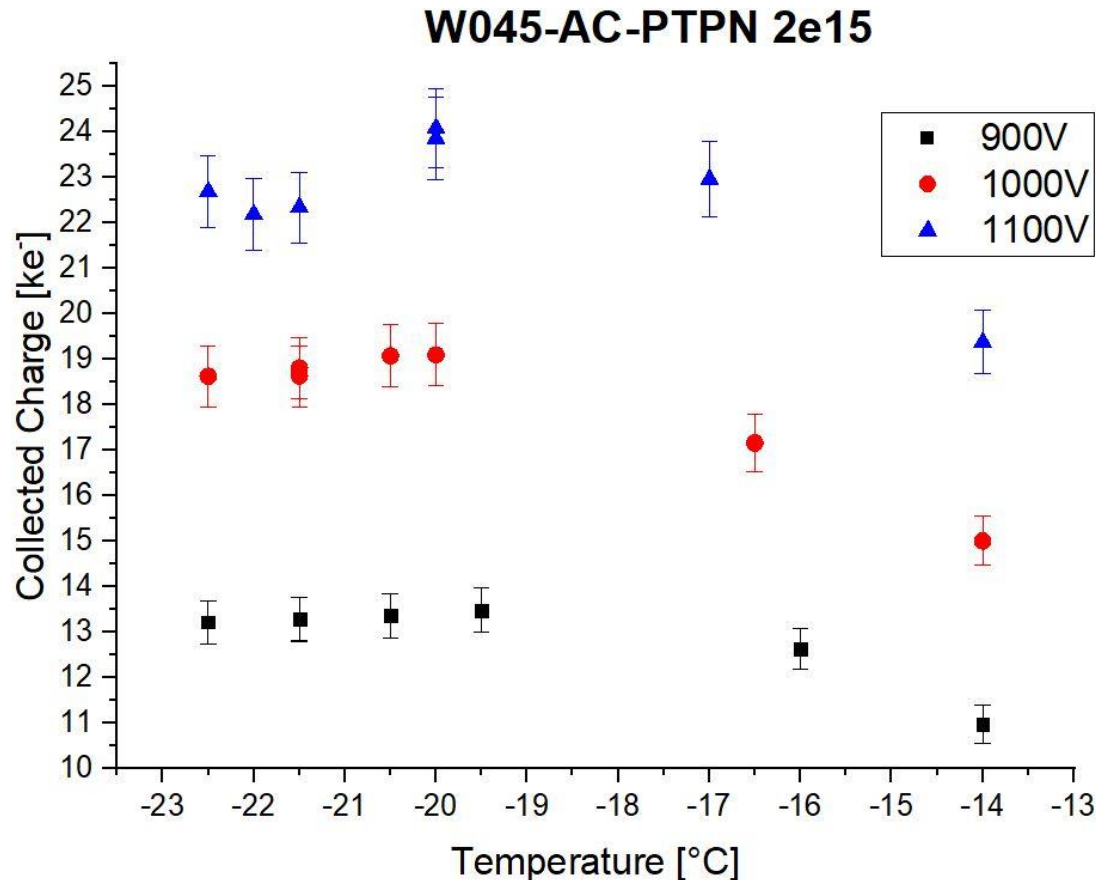 W045-AC-PTPN 2e15
25
24
23
22
21
20
19
18
17
16
15
14
13
12
11
10
Collected Charge [ke⁻]
900V
1000V
1100V
-23 -22 -21 -20 -19 -18 -17 -16 -15 -14 -13
Temperature [°C]